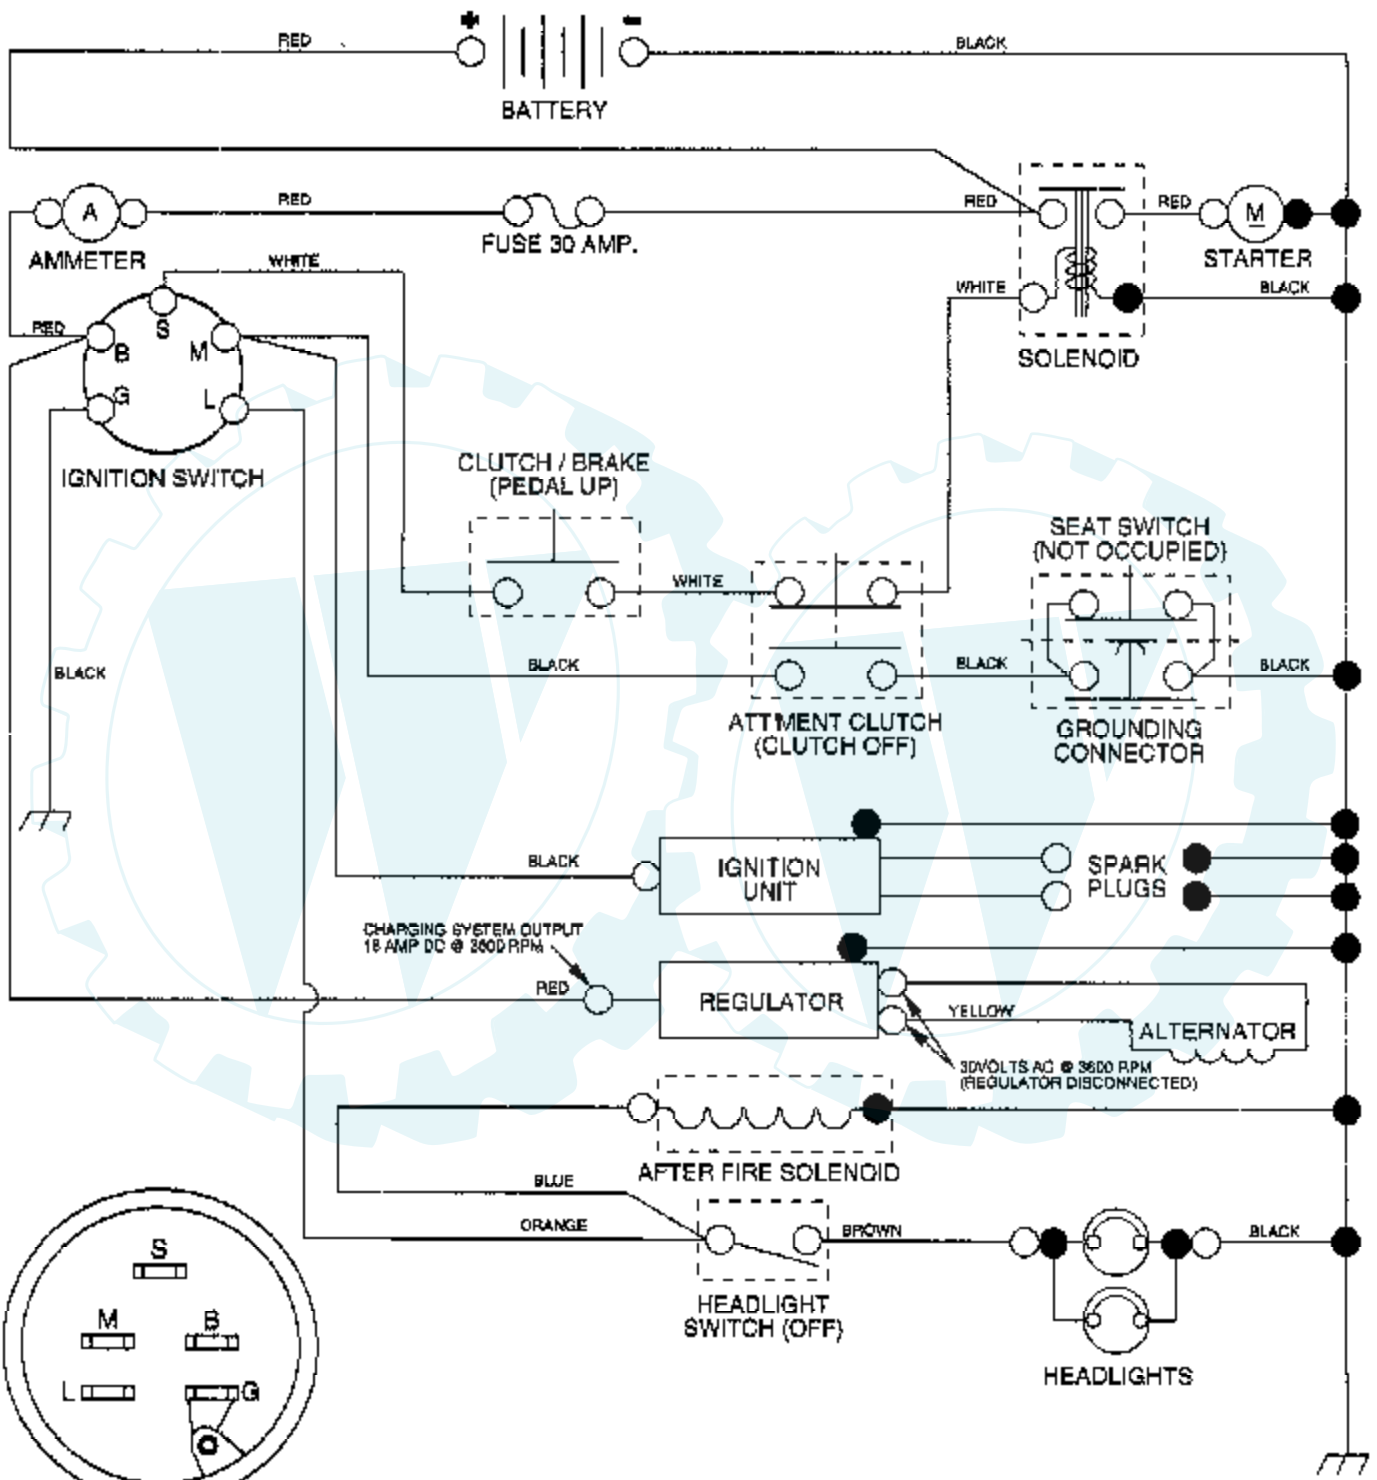 + -
RED
BLACK
BATTERY
RED
A
RED
M
RED
AMMETER
FUSE 30 AMP.
STARTER
WHITE
WHITE
BLACK
RED
S
B
M
SOLENOID
G
L
IGNITION SWITCH
CLUTCH / BRAKE
(PEDAL UP)
SEAT SWITCH
(NOT OCCUPIED)
WHITE
BLACK
BLACK
BLACK
BLACK
ATT'MENT CLUTCH
(CLUTCH OFF)
GROUNDING
CONNECTOR
BLACK
IGNITION
UNIT
SPARK
PLUGS
CHARGING SYSTEM OUTPUT
18 AMP DC @ 3600 RPM
RED
REGULATOR
YELLOW
ALTERNATOR
30VOLTS AC @ 3600 RPM
(REGULATOR DISCONNECTED)
AFTER FIRE SOLENOID
BLUE
ORANGE
BROWN
BLACK
HEADLIGHT
SWITCH (OFF)
HEADLIGHTS
S
M
B
L
G